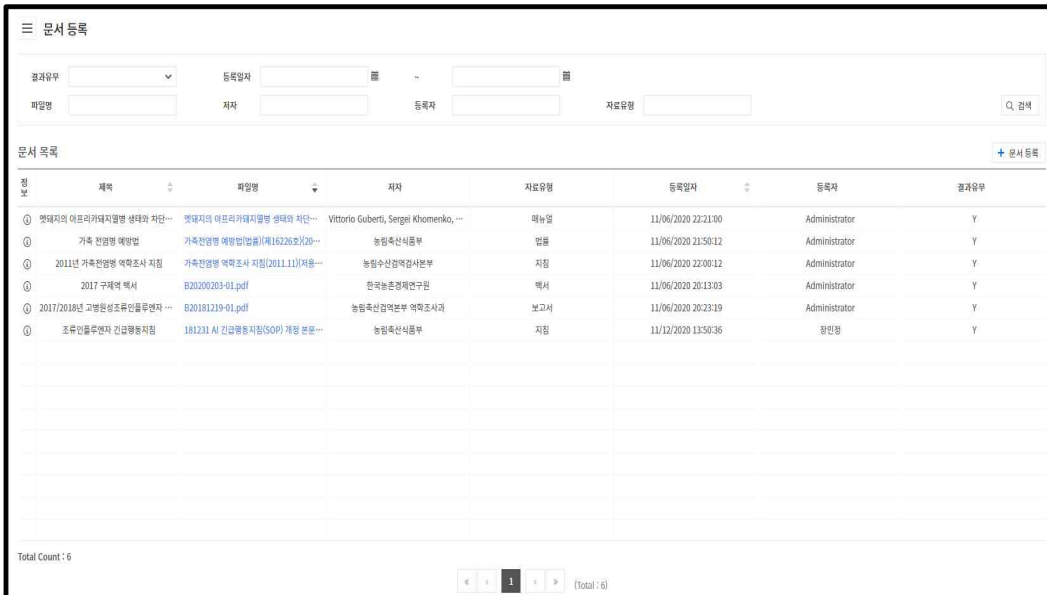 문서 등록
결과유무 등록일자 ~
파일명 저자 등록자 자료유형 검색
문서 목록 + 문서 등록
정보 제목 파일명 저자 자료유형 등록일자 등록자 결과유무
멧돼지의 아프리카돼지열병 생태와 차단… 멧돼지의 아프리카돼지열병 생태와 차단… Vittorio Guberti, Sergei Khomenko, … 매뉴얼 11/06/2020 22:21:00 Administrator Y
가축 전염병 예방법 가축전염병 예방법(법률)(제16226호)(20… 농림축산식품부 법률 11/06/2020 21:50:12 Administrator Y
2011년 가축전염병 역학조사 지침 가축전염병 역학조사 지침(2011.11)(저용… 농림수산검역검사본부 지침 11/06/2020 22:00:12 Administrator Y
2017 구제역 백서 B20200203-01.pdf 한국농촌경제연구원 백서 11/06/2020 20:13:03 Administrator Y
2017/2018년 고병원성조류인플루엔자 … B20181219-01.pdf 농림축산검역본부 역학조사과 보고서 11/06/2020 20:23:19 Administrator Y
조류인플루엔자 긴급행동지침 181231 AI 긴급행동지침(SOP) 개정 본문… 농림축산식품부 지침 11/12/2020 13:50:36 장민정 Y
Total Count : 6
« ‹ 1 › » (Total : 6)